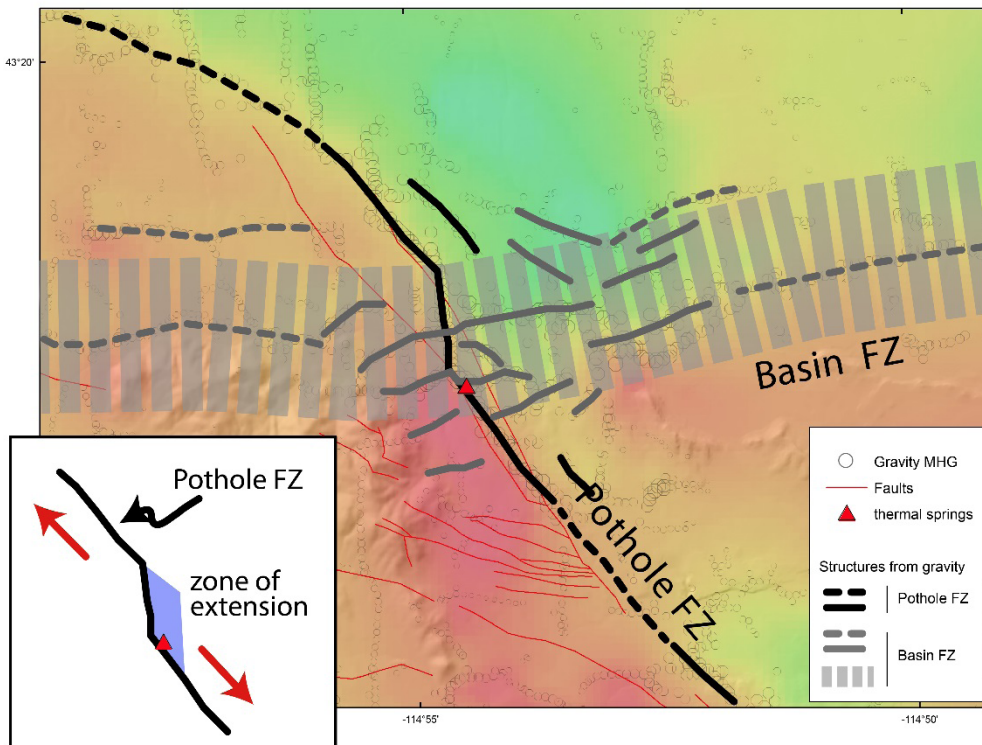 43°20'
Basin FZ
Pothole FZ
Pothole FZ
zone of
extension
Gravity MHG
Faults
thermal springs
Structures from gravity
Pothole FZ
Basin FZ
-114°55'
-114°50'